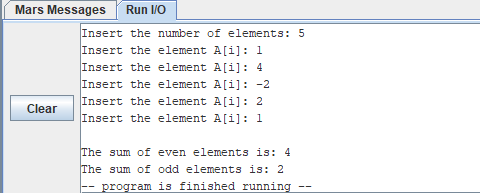 Mars Messages Run I/O
Insert the number of elements: 5
Insert the element A[i]: 1
Insert the element A[i]: 4
Insert the element A[i]: -2
Insert the element A[i]: 2
Clear
Insert the element A[i]: 1
The sum of even elements is: 4
The sum of odd elements is: 2
-- program is finished running --